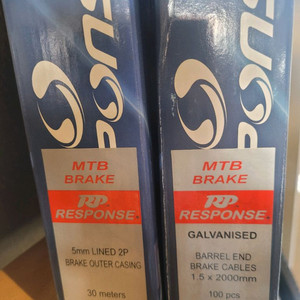 MTB
BRAKE
RP
RESPONSE
5mm LINED 2P
BRAKE OUTER CASING
30 meters
MTB
BRAKE
RP
RESPONSE
GALVANISED
BARREL END
BRAKE CABLES
1.5 x 2000mm
100 pcs